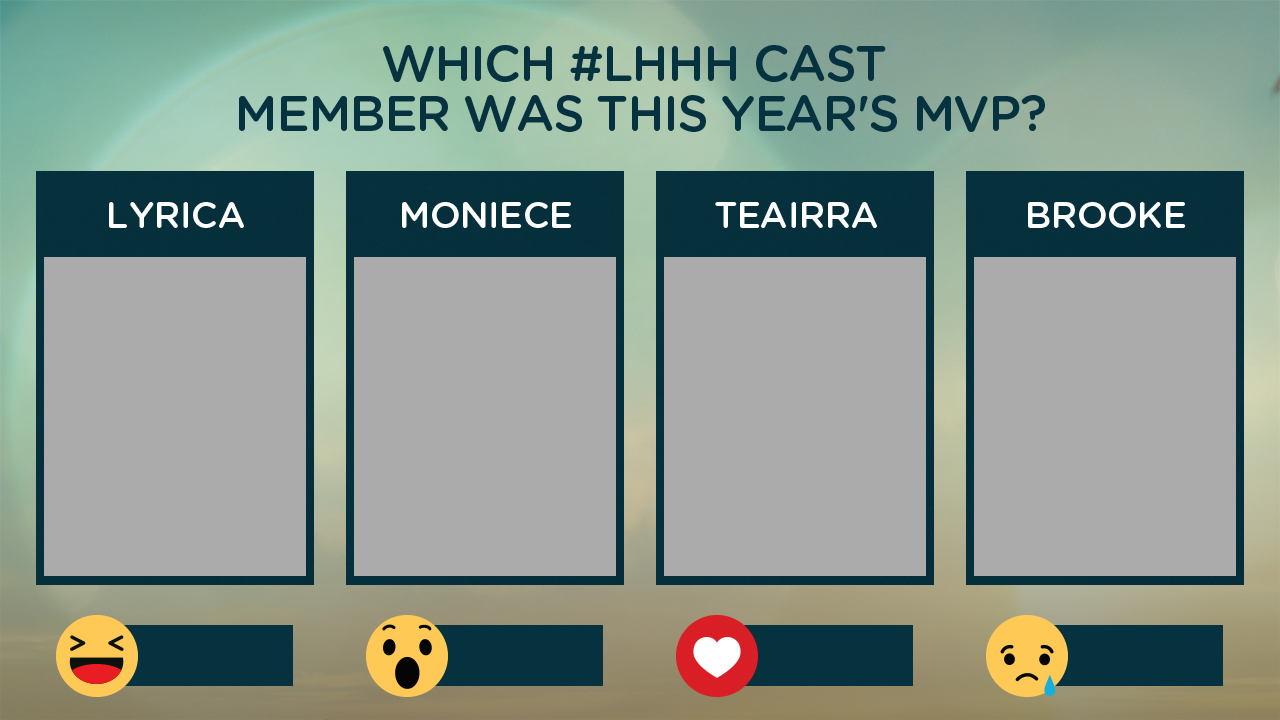 WHICH #LHHH CAST
MEMBER WAS THIS YEAR'S MVP?
LYRICA
MONIECE
TEAIRRA
BROOKE